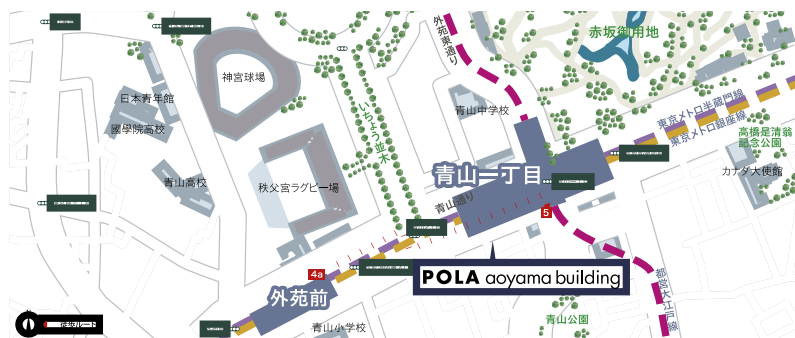 外苑東通り
赤坂御用地
神宮球場
日本青年館
國學院高校
いちょう並木
青山中学校
東京メトロ半蔵門線
東京メトロ銀座線
高橋是清翁
記念公園
カナダ大使館
青山高校
秩父宮ラグビー場
青山一丁目
青山通り
5
4a
POLA aoyama building
外苑前
都営大江戸線
青山公園
青山小学校
徒歩ルート